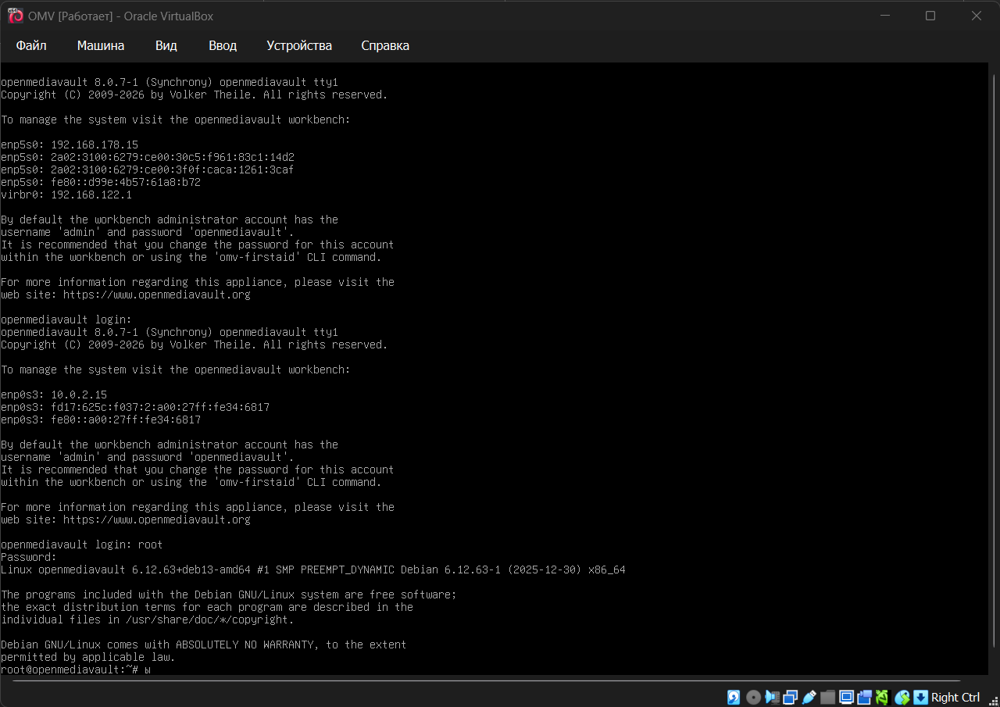 OMV [Работает] - Oracle VirtualBox
Файл Машина Вид Ввод Устройства Справка
openmediavault 8.0.7-1 (Synchrony) openmediavault tty1
Copyright (C) 2009-2026 by Volker Theile. All rights reserved.
To manage the system visit the openmediavault workbench:
enp5s0: 192.168.178.15
enp5s0: 2a02:3100:6279:ce00:30c5:f961:83c1:14d2
enp5s0: 2a02:3100:6279:ce00:3f0f:caca:1261:3caf
enp5s0: fe80::d99e:4b57:61a8:b72
virbr0: 192.168.122.1
By default the workbench administrator account has the
username 'admin' and password 'openmediavault'.
It is recommended that you change the password for this account
within the workbench or using the 'omv-firstaid' CLI command.
For more information regarding this appliance, please visit the
web site: https://www.openmediavault.org
openmediavault login:
openmediavault 8.0.7-1 (Synchrony) openmediavault tty1
Copyright (C) 2009-2026 by Volker Theile. All rights reserved.
To manage the system visit the openmediavault workbench:
enp0s3: 10.0.2.15
enp0s3: fd17:625c:f037:2:a00:27ff:fe34:6817
enp0s3: fe80::a00:27ff:fe34:6817
By default the workbench administrator account has the
username 'admin' and password 'openmediavault'.
It is recommended that you change the password for this account
within the workbench or using the 'omv-firstaid' CLI command.
For more information regarding this appliance, please visit the
web site: https://www.openmediavault.org
openmediavault login: root
Password:
Linux openmediavault 6.12.63+deb13-amd64 #1 SMP PREEMPT_DYNAMIC Debian 6.12.63-1 (2025-12-30) x86_64
The programs included with the Debian GNU/Linux system are free software;
the exact distribution terms for each program are described in the
individual files in /usr/share/doc/*/copyright.
Debian GNU/Linux comes with ABSOLUTELY NO WARRANTY, to the extent
permitted by applicable law.
root@openmediavault:~# ы
Right Ctrl